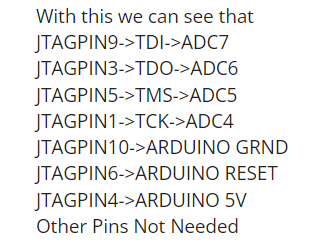 With this we can see that
JTAGPIN9->TDI->ADC7
JTAGPIN3->TDO->ADC6
JTAGPIN5->TMS->ADC5
JTAGPIN1->TCK->ADC4
JTAGPIN10->ARDUINO GRND
JTAGPIN6->ARDUINO RESET
JTAGPIN4->ARDUINO 5V
Other Pins Not Needed